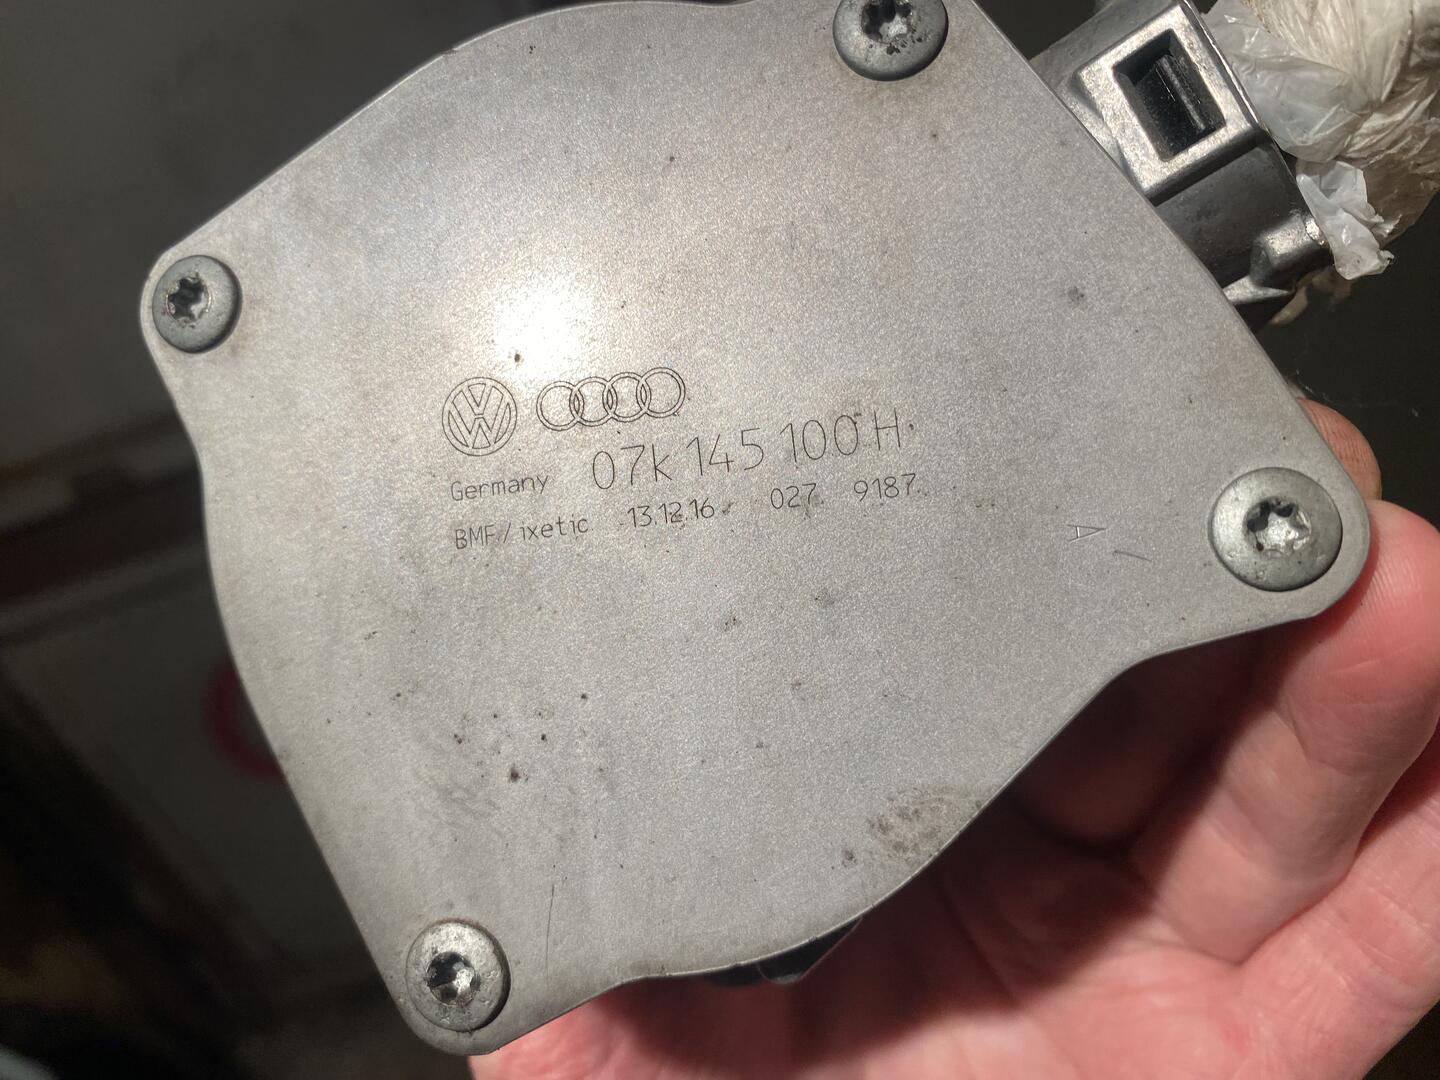 Germany 07K 145 100 H
BMF/ixetic 13.12.16 027 9187
A